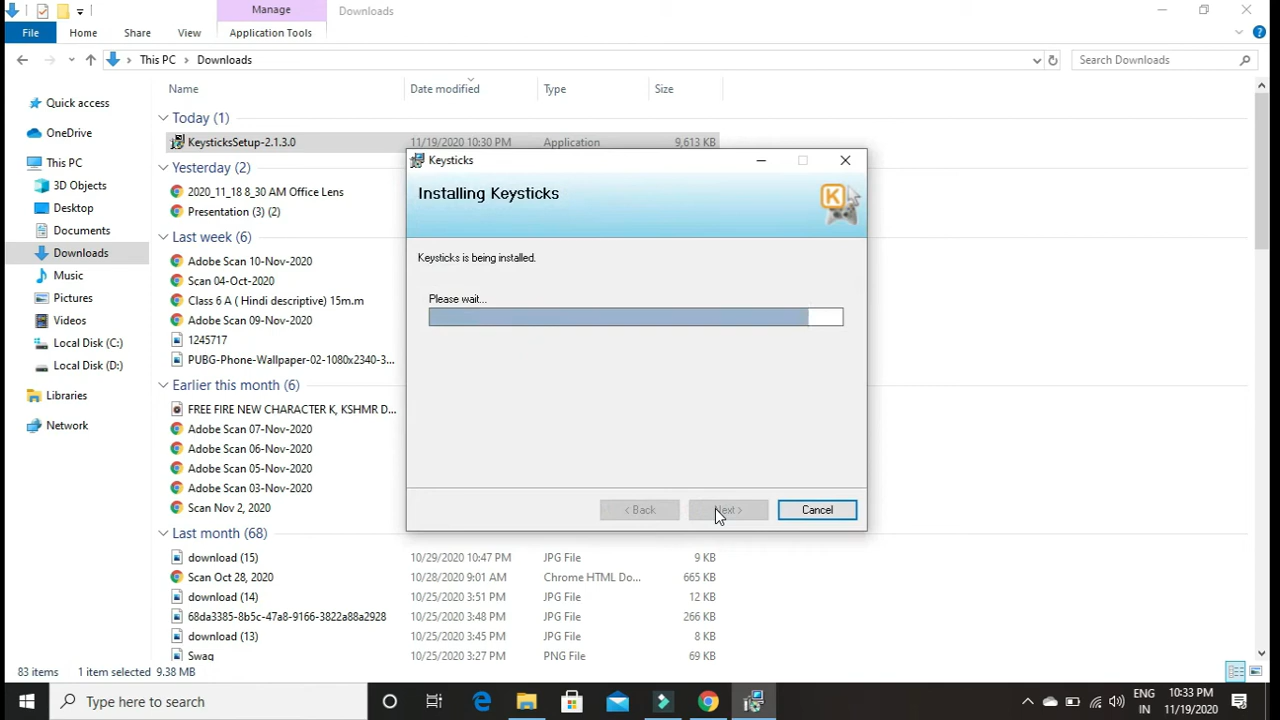 Manage
Downloads
File
Home
Share
View
Application Tools
This PC
Downloads
Search Downloads
Name
Date modified
Type
Size
Quick access
OneDrive
This PC
3D Objects
Desktop
Documents
Downloads
Music
Pictures
Videos
Local Disk (C:)
Local Disk (D:)
Libraries
Network
Today (1)
KeysticksSetup-2.1.3.0 11/19/2020 10:30 PM Application 9,613 KB
Yesterday (2)
2020_11_18 8_30 AM Office Lens
Presentation (3) (2)
Last week (6)
Adobe Scan 10-Nov-2020
Scan 04-Oct-2020
Class 6 A ( Hindi descriptive) 15m.m
Adobe Scan 09-Nov-2020
1245717
PUBG-Phone-Wallpaper-02-1080x2340-3...
Earlier this month (6)
FREE FIRE NEW CHARACTER K, KSHMR D...
Adobe Scan 07-Nov-2020
Adobe Scan 06-Nov-2020
Adobe Scan 05-Nov-2020
Adobe Scan 03-Nov-2020
Scan Nov 2, 2020
Last month (68)
download (15) 10/29/2020 10:47 PM JPG File 9 KB
Scan Oct 28, 2020 10/28/2020 9:01 AM Chrome HTML Do... 665 KB
download (14) 10/25/2020 3:51 PM JPG File 12 KB
68da3385-8b5c-47a8-9166-3822a88a2928 10/25/2020 3:48 PM JPG File 266 KB
download (13) 10/25/2020 3:45 PM JPG File 8 KB
Swag 10/25/2020 3:27 PM PNG File 69 KB
Keysticks
Installing Keysticks
K
Keysticks is being installed.
Please wait...
< Back
Next >
Cancel
83 items 1 item selected 9.38 MB
Type here to search
ENG
IN
10:33 PM
11/19/2020